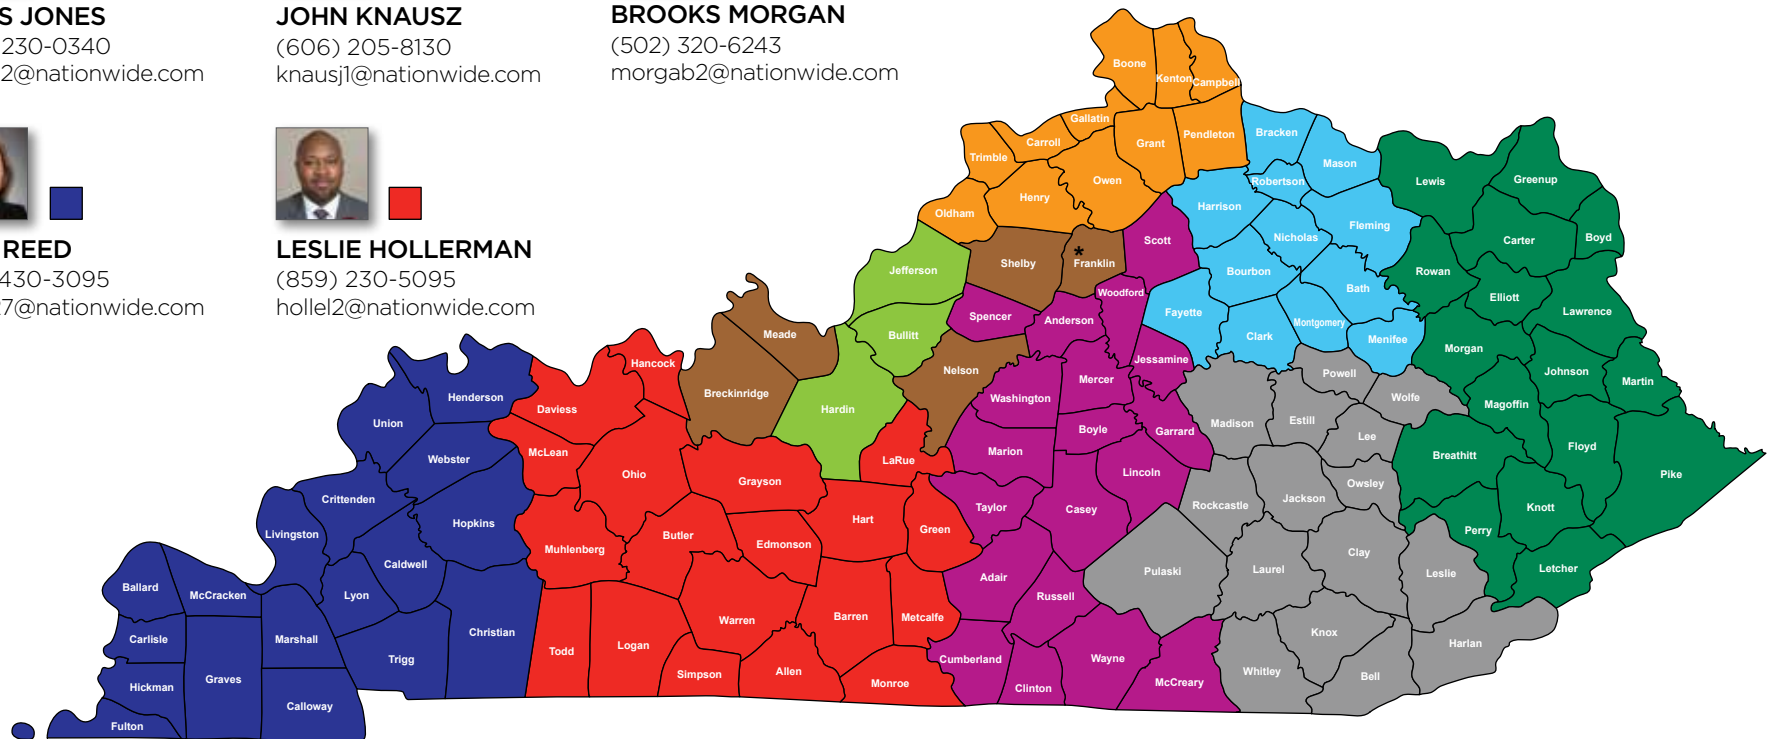 S JONES
230-0340
2@nationwide.com
JOHN KNAUSZ
(606) 205-8130
knausj1@nationwide.com
BROOKS MORGAN
(502) 320-6243
morgab2@nationwide.com
REED
430-3095
7@nationwide.com
LESLIE HOLLERMAN
(859) 230-5095
hollel2@nationwide.com
Boone
Kenton
Campbell
Gallatin
Carroll
Grant
Pendleton
Trimble
Owen
Henry
Oldham
Bracken
Mason
Robertson
Harrison
Fleming
Nicholas
Bourbon
Bath
Fayette
Clark
Montgomery
Menifee
Lewis
Greenup
Carter
Boyd
Rowan
Elliott
Lawrence
Morgan
Johnson
Martin
Magoffin
Floyd
Breathitt
Pike
Knott
Perry
Letcher
Jefferson
Bullitt
Hardin
Shelby
*
Franklin
Meade
Breckinridge
Nelson
Scott
Woodford
Spencer
Anderson
Jessamine
Mercer
Washington
Boyle
Garrard
Marion
Lincoln
Taylor
Casey
Adair
Russell
Cumberland
Clinton
Wayne
McCreary
Powell
Wolfe
Madison
Estill
Lee
Owsley
Jackson
Rockcastle
Clay
Leslie
Laurel
Pulaski
Knox
Whitley
Bell
Harlan
Hancock
Daviess
McLean
Ohio
LaRue
Grayson
Hart
Green
Butler
Edmonson
Muhlenberg
Warren
Barren
Metcalfe
Todd
Logan
Simpson
Allen
Monroe
Henderson
Union
Webster
Crittenden
Hopkins
Livingston
Caldwell
Lyon
Ballard
McCracken
Carlisle
Marshall
Christian
Trigg
Hickman
Graves
Calloway
Fulton